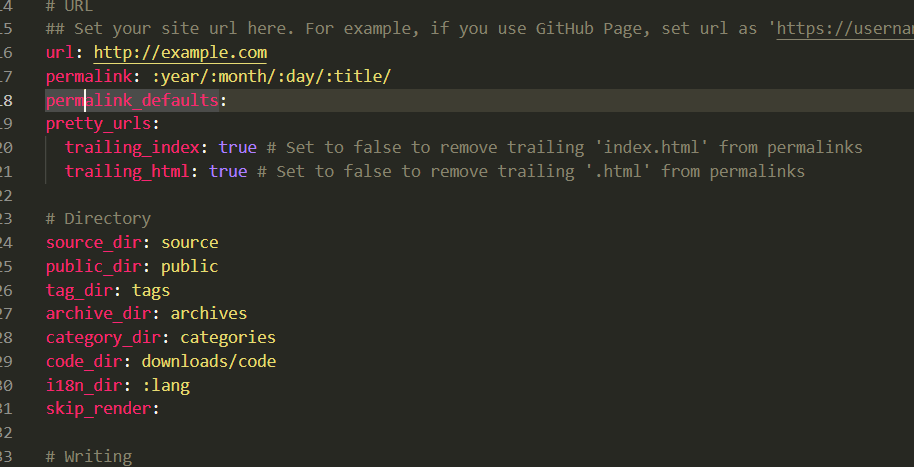 14 # URL
15 ## Set your site url here. For example, if you use GitHub Page, set url as 'https://usernam
16 url: http://example.com
17 permalink: :year/:month/:day/:title/
18 permalink_defaults:
19 pretty_urls:
20 trailing_index: true # Set to false to remove trailing 'index.html' from permalinks
21 trailing_html: true # Set to false to remove trailing '.html' from permalinks
22
23 # Directory
24 source_dir: source
25 public_dir: public
26 tag_dir: tags
27 archive_dir: archives
28 category_dir: categories
29 code_dir: downloads/code
30 i18n_dir: :lang
31 skip_render:
32
33 # Writing